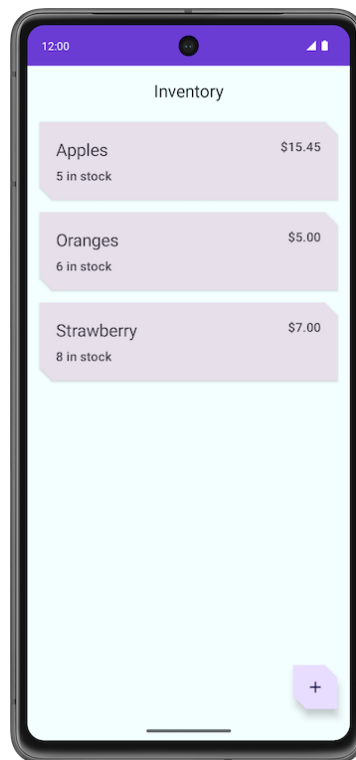 12:00
Inventory
Apples
$15.45
5 in stock
Oranges
$5.00
6 in stock
Strawberry
$7.00
8 in stock
+